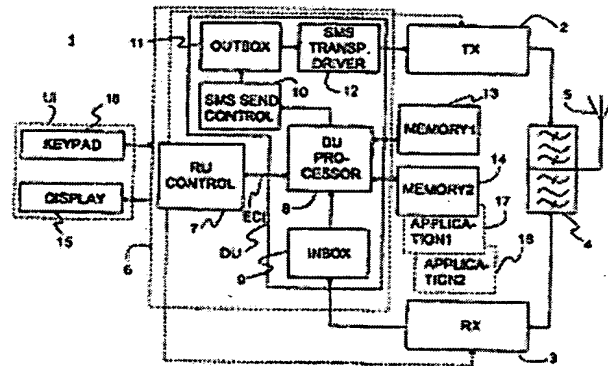 1
11
OUTBOX
SMS TRANSP. DRIVER
12
2
TX
5
UI
16
KEYPAD
DISPLAY
15
10
SMS SEND CONTROL
13
MEMORY1
RU CONTROL
7
ECI
DU PRO-CESSOR
8
14
MEMORY2
17
APPLICA-TION1
18
APPLICA-TION2
4
6
DU
9
INBOX
RX
3